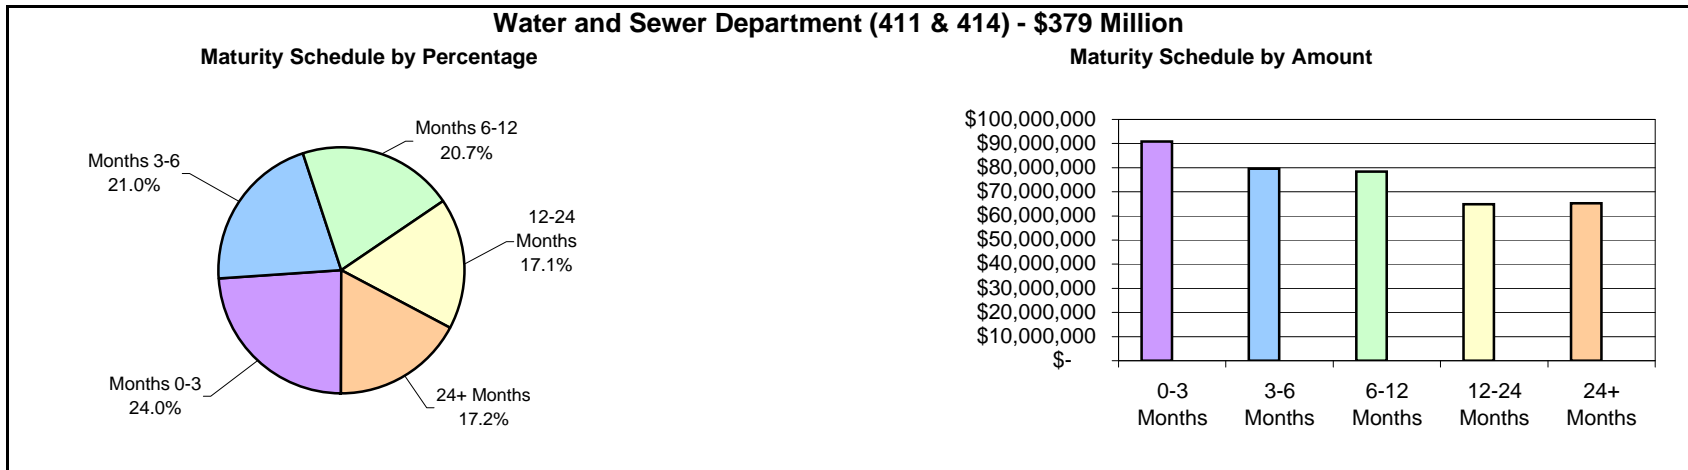 Water and Sewer Department (411 & 414) - $379 Million
Maturity Schedule by Percentage
Months 6-12
20.7%
Months 3-6
21.0%
12-24
Months
17.1%
Months 0-3
24.0%
24+ Months
17.2%
Maturity Schedule by Amount
$100,000,000
$90,000,000
$80,000,000
$70,000,000
$60,000,000
$50,000,000
$40,000,000
$30,000,000
$20,000,000
$10,000,000
$-
0-3
Months
3-6
Months
6-12
Months
12-24
Months
24+
Months